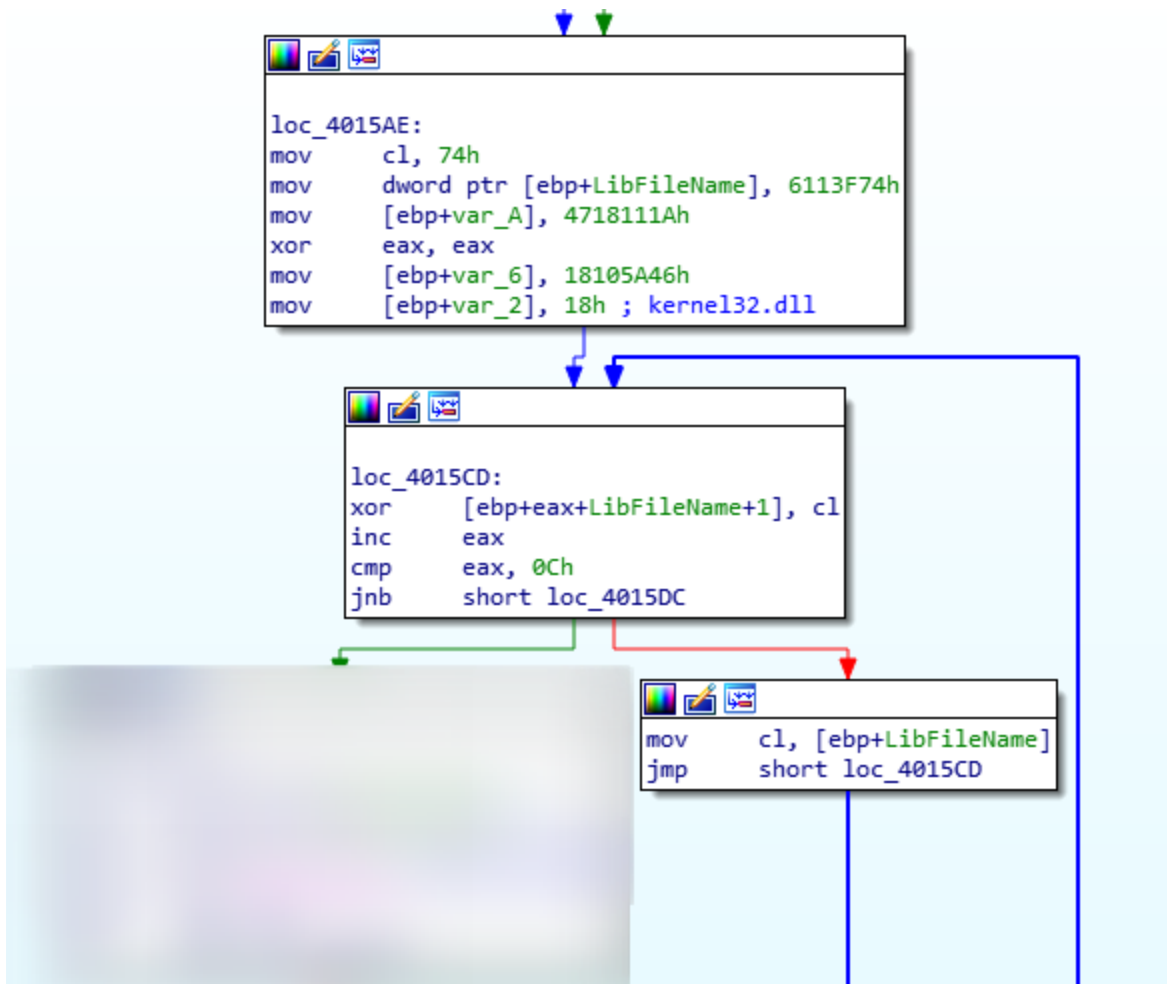 loc_4015AE:
mov cl, 74h
mov dword ptr [ebp+LibFileName], 6113F74h
mov [ebp+var_A], 4718111Ah
xor eax, eax
mov [ebp+var_6], 18105A46h
mov [ebp+var_2], 18h ; kernel32.dll
loc_4015CD:
xor [ebp+eax+LibFileName+1], cl
inc eax
cmp eax, 0Ch
jnb short loc_4015DC
mov cl, [ebp+LibFileName]
jmp short loc_4015CD